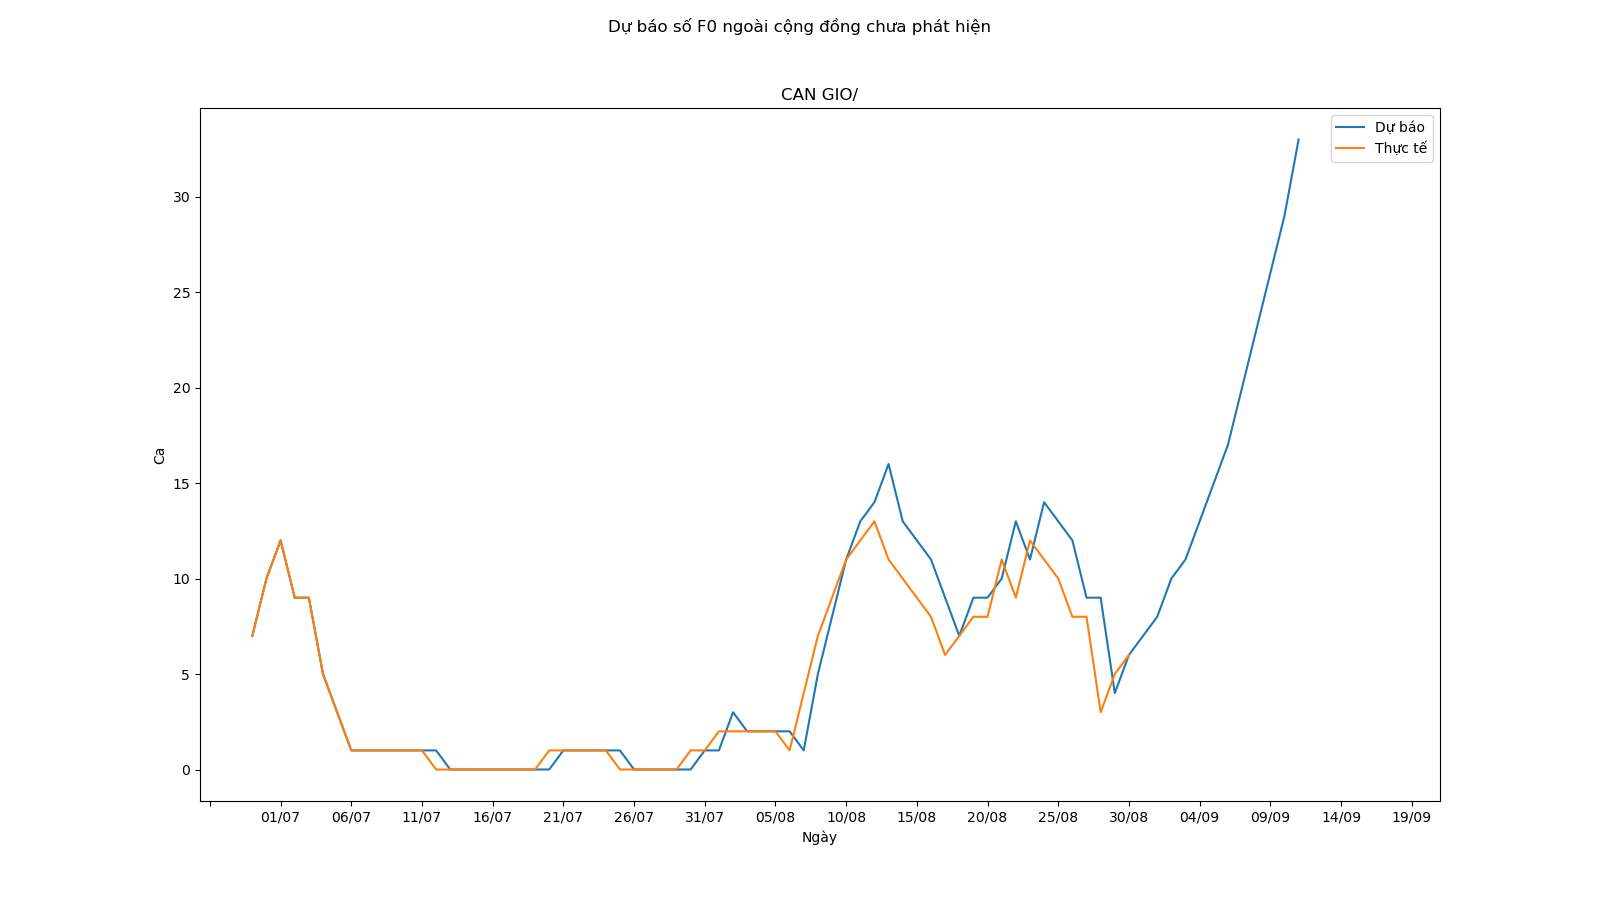 Dự báo số F0 ngoài cộng đồng chưa phát hiện
CAN GIO/
Dự báo
Thực tế
30
25
20
15
10
5
0
Ca
01/07 06/07 11/07 16/07 21/07 26/07 31/07 05/08 10/08 15/08 20/08 25/08 30/08 04/09 09/09 14/09 19/09
Ngày